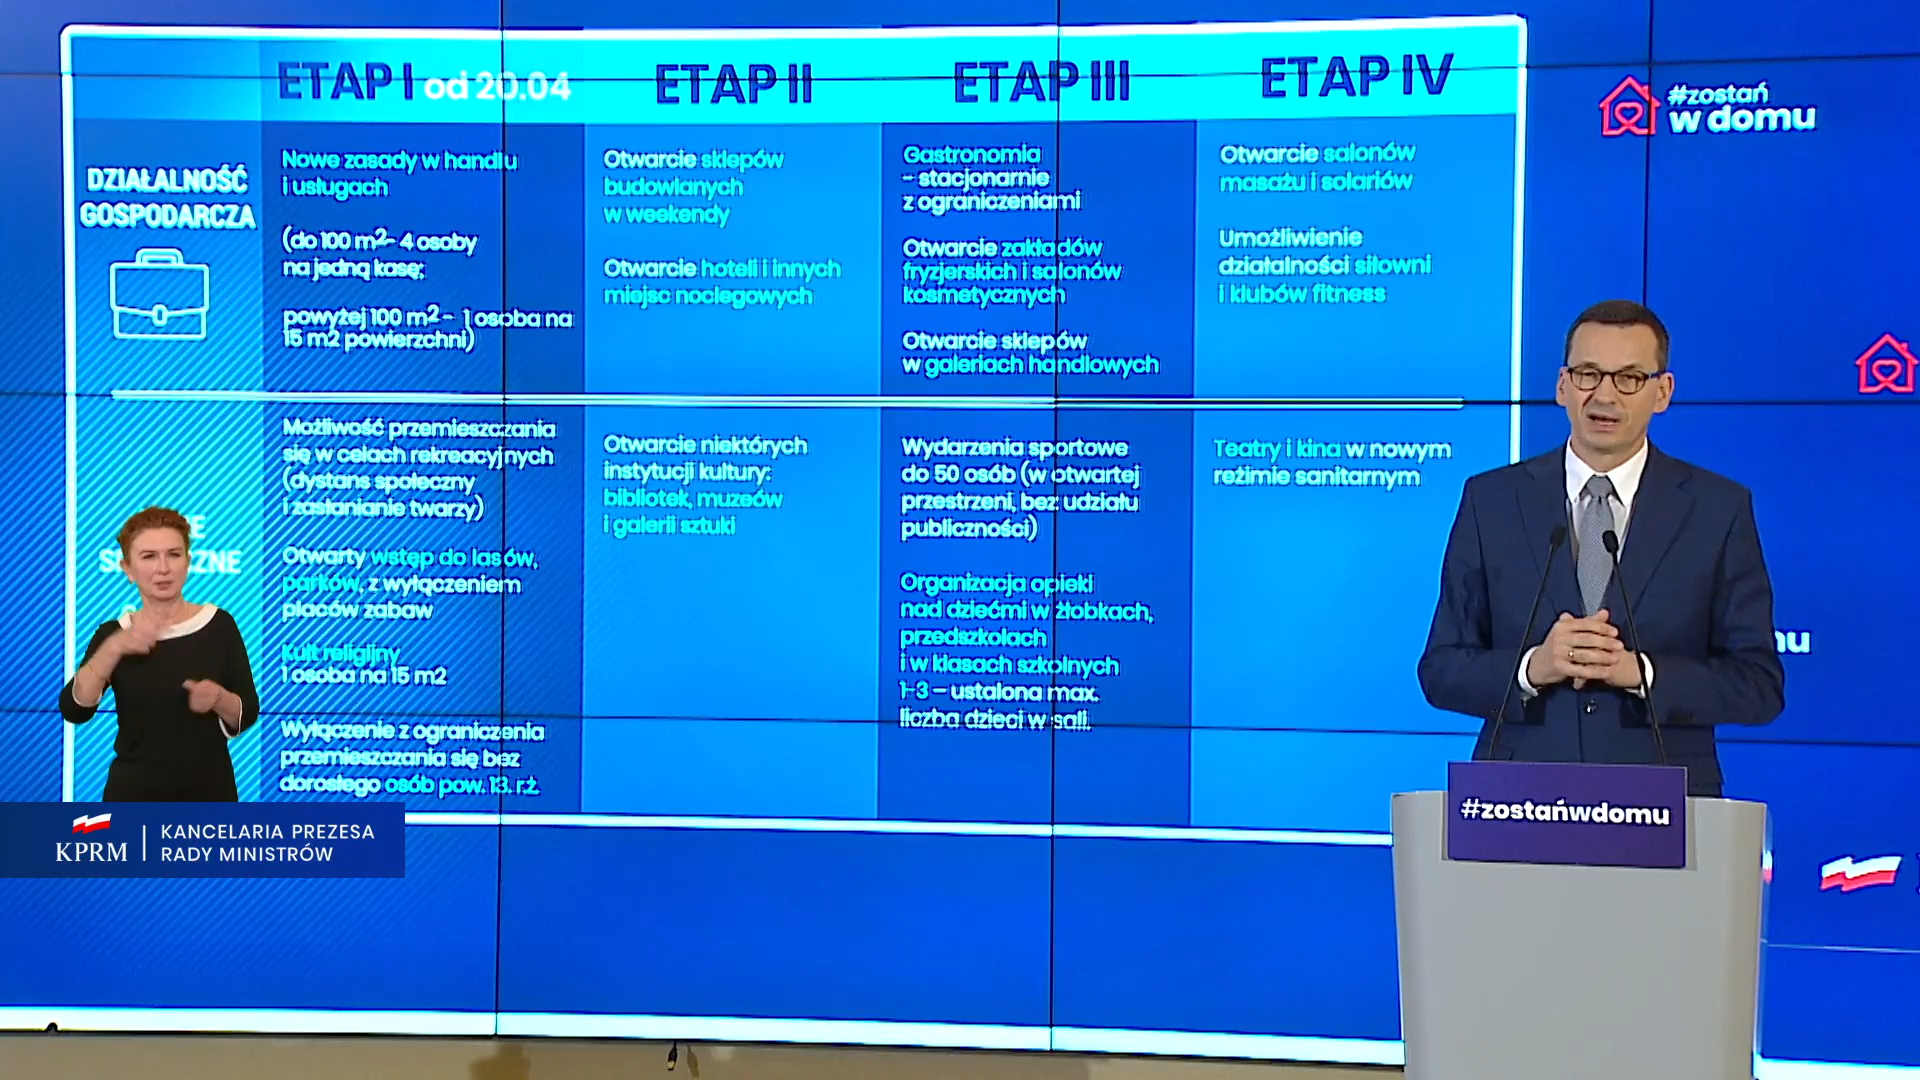 ETAP I od 20.04
ETAP II
ETAP III
ETAP IV
DZIAŁALNOŚĆ
GOSPODARCZA
Nowe zasady w handlu
i usługach
(do 100 m2- 4 osoby
na jedną kasę;
powyżej 100 m2 - 1 osoba na
15 m2 powierzchni)
Otwarcie sklepów
budowlanych
w weekendy
Otwarcie hoteli i innych
miejsc noclegowych
Gastronomia
- stacjonarnie
z ograniczeniami
Otwarcie zakładów
fryzjerskich i salonów
kosmetycznych
Otwarcie sklepów
w galeriach handlowych
Otwarcie salonów
masażu i solariów
Umożliwienie
działalności siłowni
i klubów fitness
Możliwość przemieszczania
się w celach rekreacyjnych
(dystans społeczny
i zasłanianie twarzy)
Otwarty wstęp do lasów,
parków, z wyłączeniem
placów zabaw
Kult religijny
1 osoba na 15 m2
Wyłączenie z ograniczenia
przemieszczania się bez
dorosłego osób pow. 13. r.ż.
Otwarcie niektórych
instytucji kultury:
bibliotek, muzeów
i galerii sztuki
Wydarzenia sportowe
do 50 osób (w otwartej
przestrzeni, bez udziału
publiczności)
Organizacja opieki
nad dziećmi w żłobkach,
przedszkolach
i w klasach szkolnych
1-3 – ustalona max.
liczba dzieci w sali.
Teatry i kina w nowym
reżimie sanitarnym
#zostań
w domu
#zostańwdomu
KPRM
KANCELARIA PREZESA
RADY MINISTRÓW